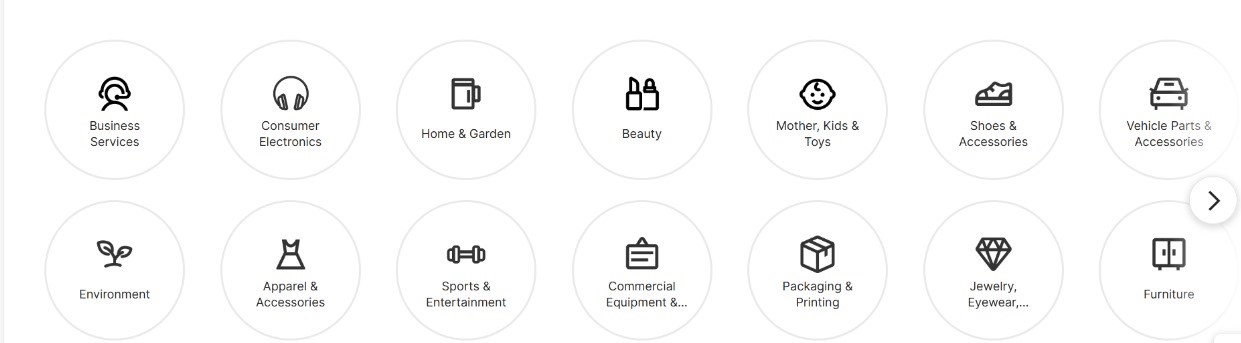 Business
Services
Consumer
Electronics
Home & Garden
Beauty
Mother, Kids &
Toys
Shoes &
Accessories
Vehicle Parts &
Accessories
Environment
Apparel &
Accessories
Sports &
Entertainment
Commercial
Equipment &...
Packaging &
Printing
Jewelry,
Eyewear,...
Furniture